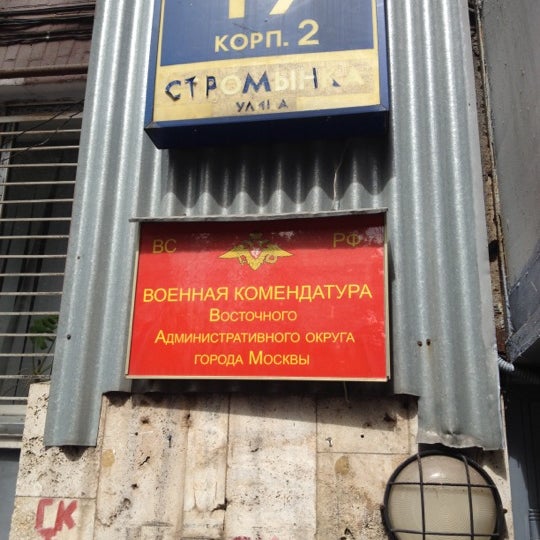 КОРП. 2
СТРОМЫНКА
УЛИЦА
ВС РФ
ВОЕННАЯ КОМЕНДАТУРА
ВОСТОЧНОГО
АДМИНИСТРАТИВНОГО ОКРУГА
ГОРОДА МОСКВЫ
СК